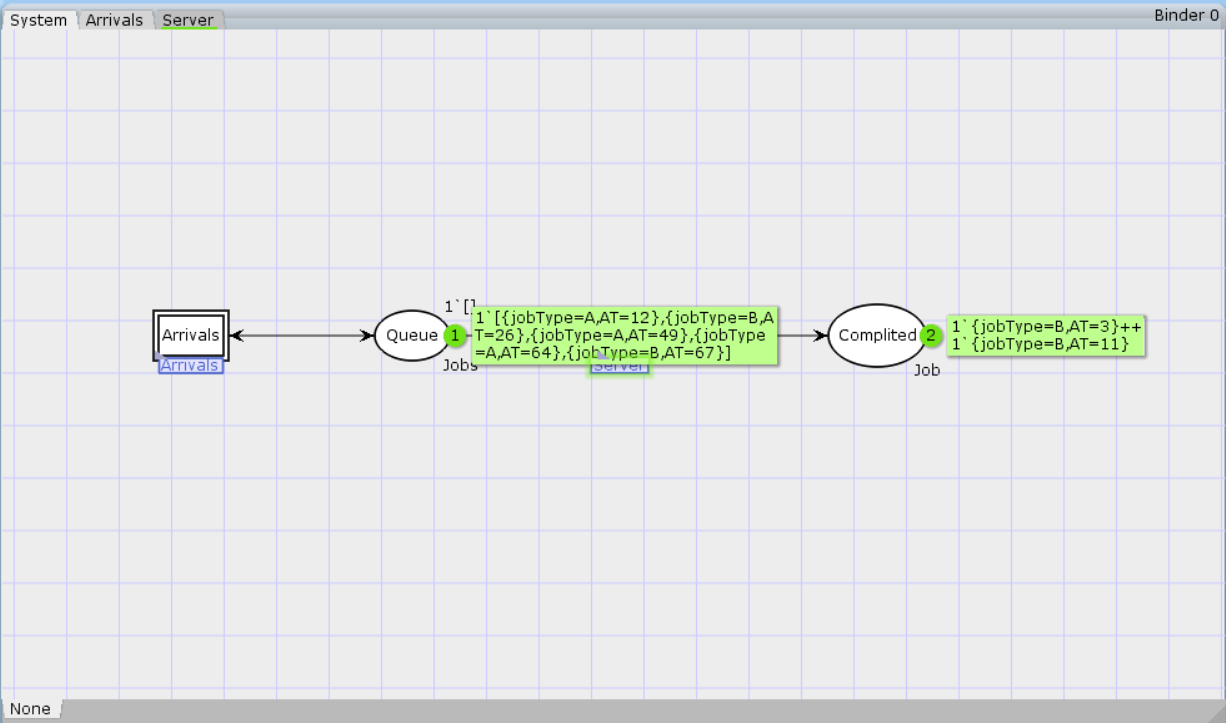 System Arrivals Server Binder 0
1`[]
1`[{jobType=A,AT=12},{jobType=B,A
T=26},{jobType=A,AT=49},{jobType
=A,AT=64},{jobType=B,AT=67}]
Arrivals
Queue
1
Complited
2
1`{jobType=B,AT=3}++
1`{jobType=B,AT=11}
Arrivals
Jobs
Server
Job
None